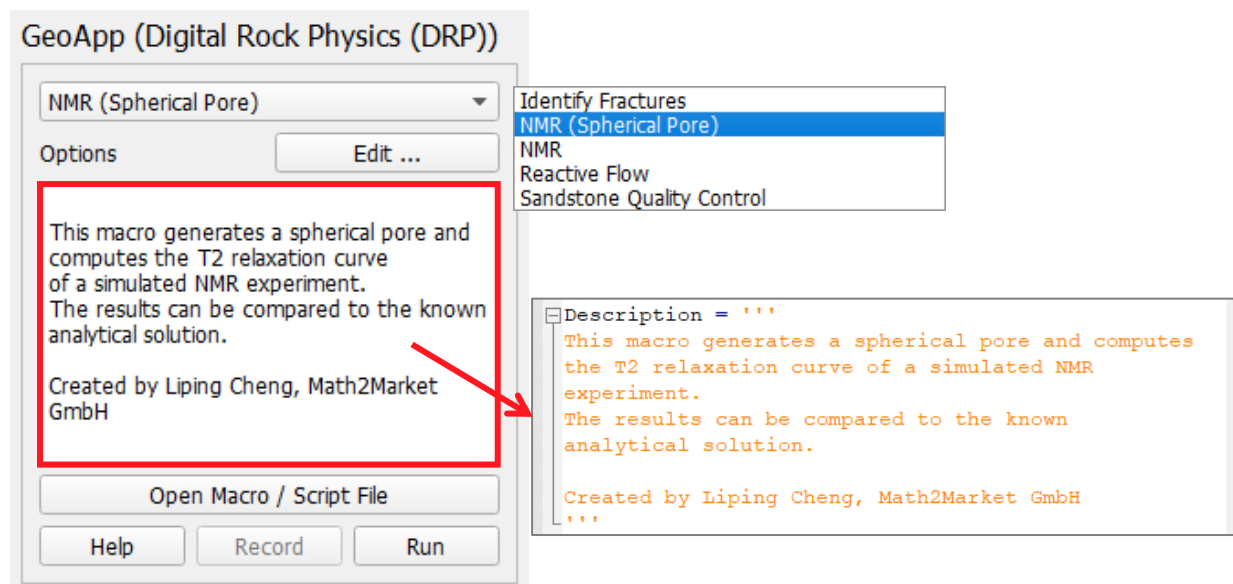 GeoApp (Digital Rock Physics (DRP))
NMR (Spherical Pore)
Options
Edit ...
This macro generates a spherical pore and
computes the T2 relaxation curve
of a simulated NMR experiment.
The results can be compared to the known
analytical solution.
Created by Liping Cheng, Math2Market
GmbH
Open Macro / Script File
Help
Record
Run
Identify Fractures
NMR (Spherical Pore)
NMR
Reactive Flow
Sandstone Quality Control
Description = '''
This macro generates a spherical pore and computes
the T2 relaxation curve of a simulated NMR
experiment.
The results can be compared to the known
analytical solution.
Created by Liping Cheng, Math2Market GmbH
'''